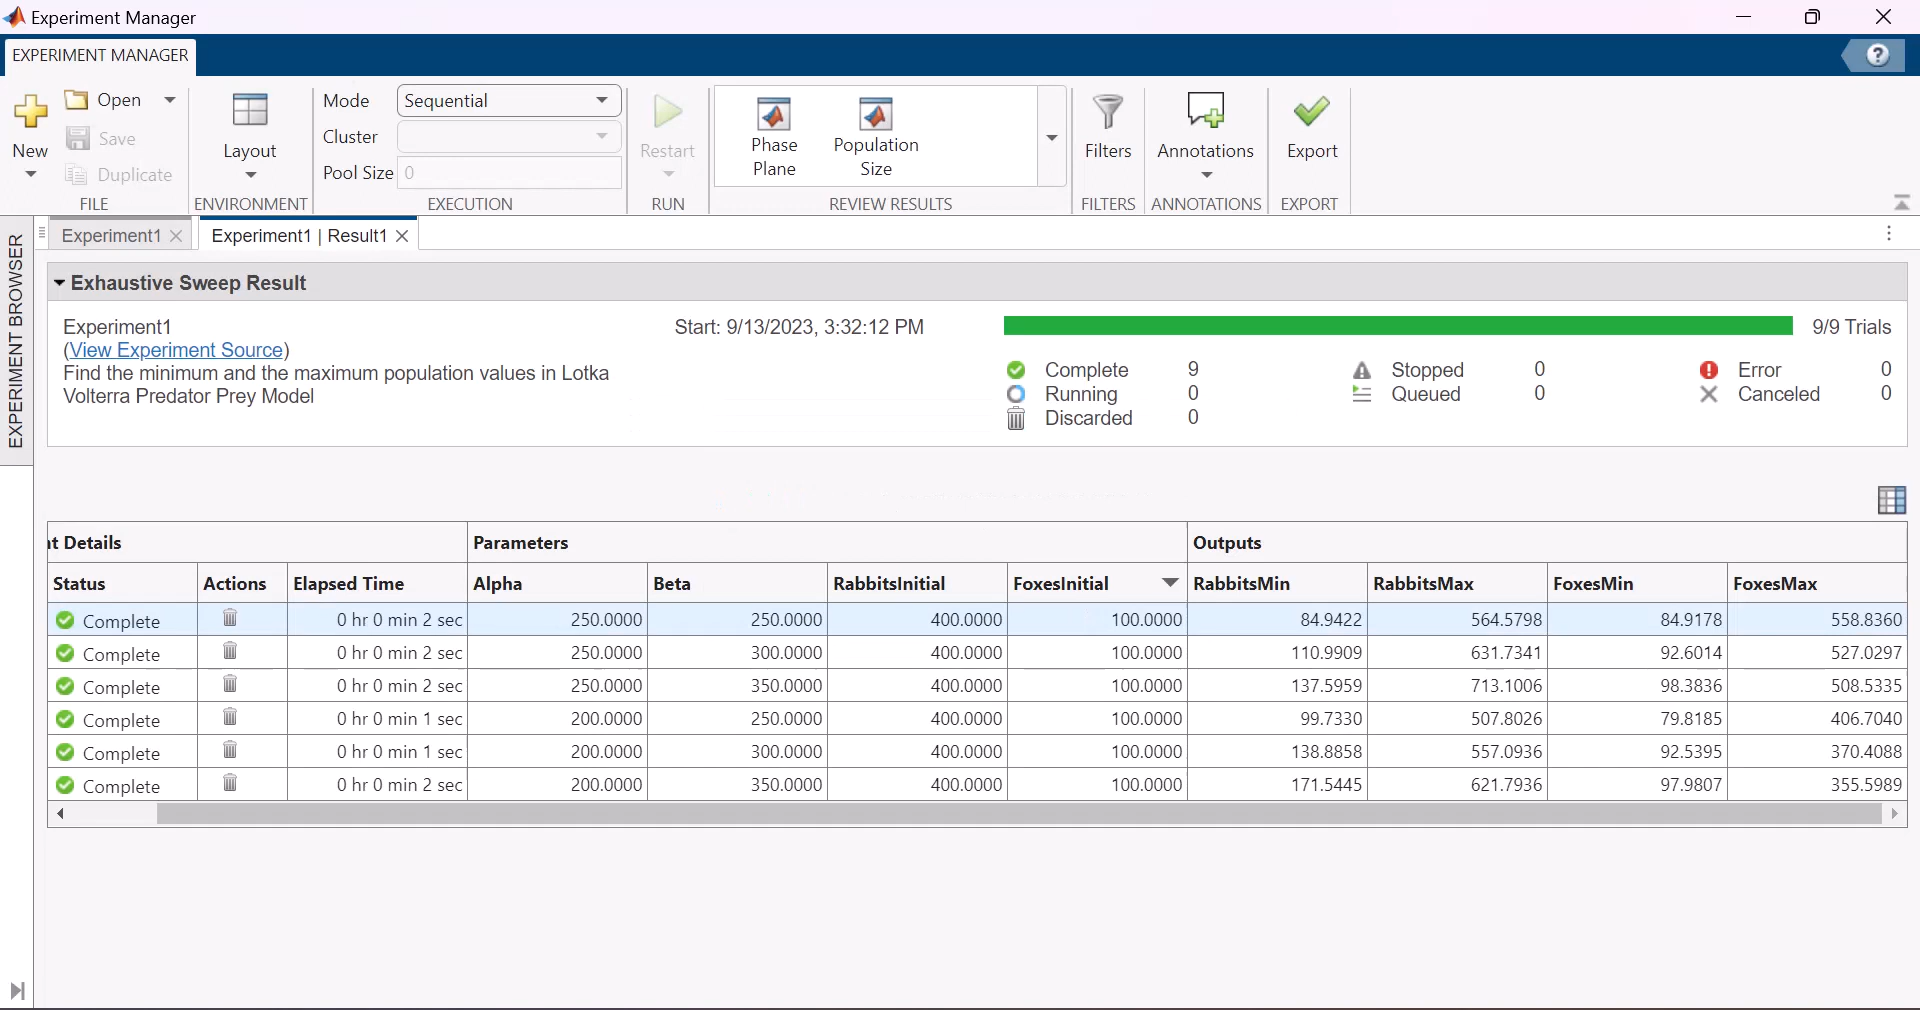 Experiment Manager
EXPERIMENT MANAGER
New
Open
Save
Duplicate
FILE
Layout
ENVIRONMENT
Mode Sequential
Cluster
Pool Size 0
EXECUTION
Restart
RUN
Phase Plane
Population Size
REVIEW RESULTS
Filters
FILTERS
Annotations
ANNOTATIONS
Export
EXPORT
EXPERIMENT BROWSER
Experiment1
Experiment1 | Result1
Exhaustive Sweep Result
Experiment1
(View Experiment Source)
Find the minimum and the maximum population values in Lotka
Volterra Predator Prey Model
Start: 9/13/2023, 3:32:12 PM
9/9 Trials
Complete 9 Stopped 0 Error 0
Running 0 Queued 0 Canceled 0
Discarded 0
t Details Parameters Outputs
Status Actions Elapsed Time Alpha Beta RabbitsInitial FoxesInitial RabbitsMin RabbitsMax FoxesMin FoxesMax
Complete 0 hr 0 min 2 sec 250.0000 250.0000 400.0000 100.0000 84.9422 564.5798 84.9178 558.8360
Complete 0 hr 0 min 2 sec 250.0000 300.0000 400.0000 100.0000 110.9909 631.7341 92.6014 527.0297
Complete 0 hr 0 min 2 sec 250.0000 350.0000 400.0000 100.0000 137.5959 713.1006 98.3836 508.5335
Complete 0 hr 0 min 1 sec 200.0000 250.0000 400.0000 100.0000 99.7330 507.8026 79.8185 406.7040
Complete 0 hr 0 min 1 sec 200.0000 300.0000 400.0000 100.0000 138.8858 557.0936 92.5395 370.4088
Complete 0 hr 0 min 2 sec 200.0000 350.0000 400.0000 100.0000 171.5445 621.7936 97.9807 355.5989